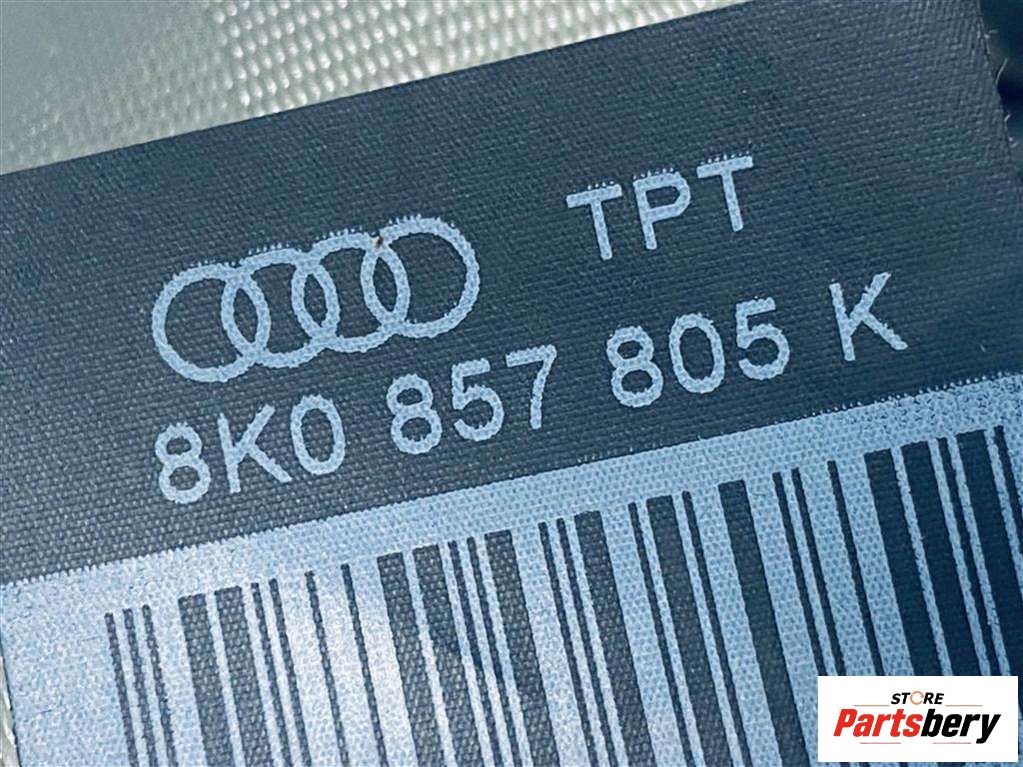 TPT
8K0 857 805 K
STORE
Partsbery